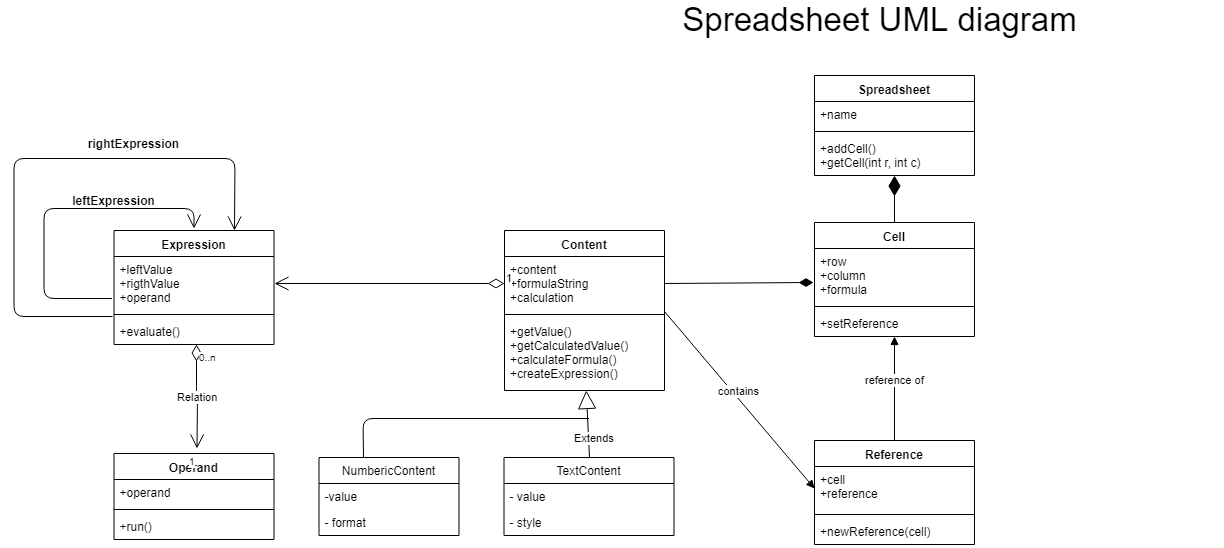 Spreadsheet UML diagram
Spreadsheet
+name
+addCell()
+getCell(int r, int c)
rightExpression
leftExpression
Expression
+leftValue
+rigthValue
+operand
+evaluate()
0..n
Relation
1
Operand
+operand
+run()
Content
1
+content
+formulaString
+calculation
+getValue()
+getCalculatedValue()
+calculateFormula()
+createExpression()
Extends
NumbericContent
-value
- format
TextContent
- value
- style
Cell
+row
+column
+formula
+setReference
contains
reference of
Reference
+cell
+reference
+newReference(cell)